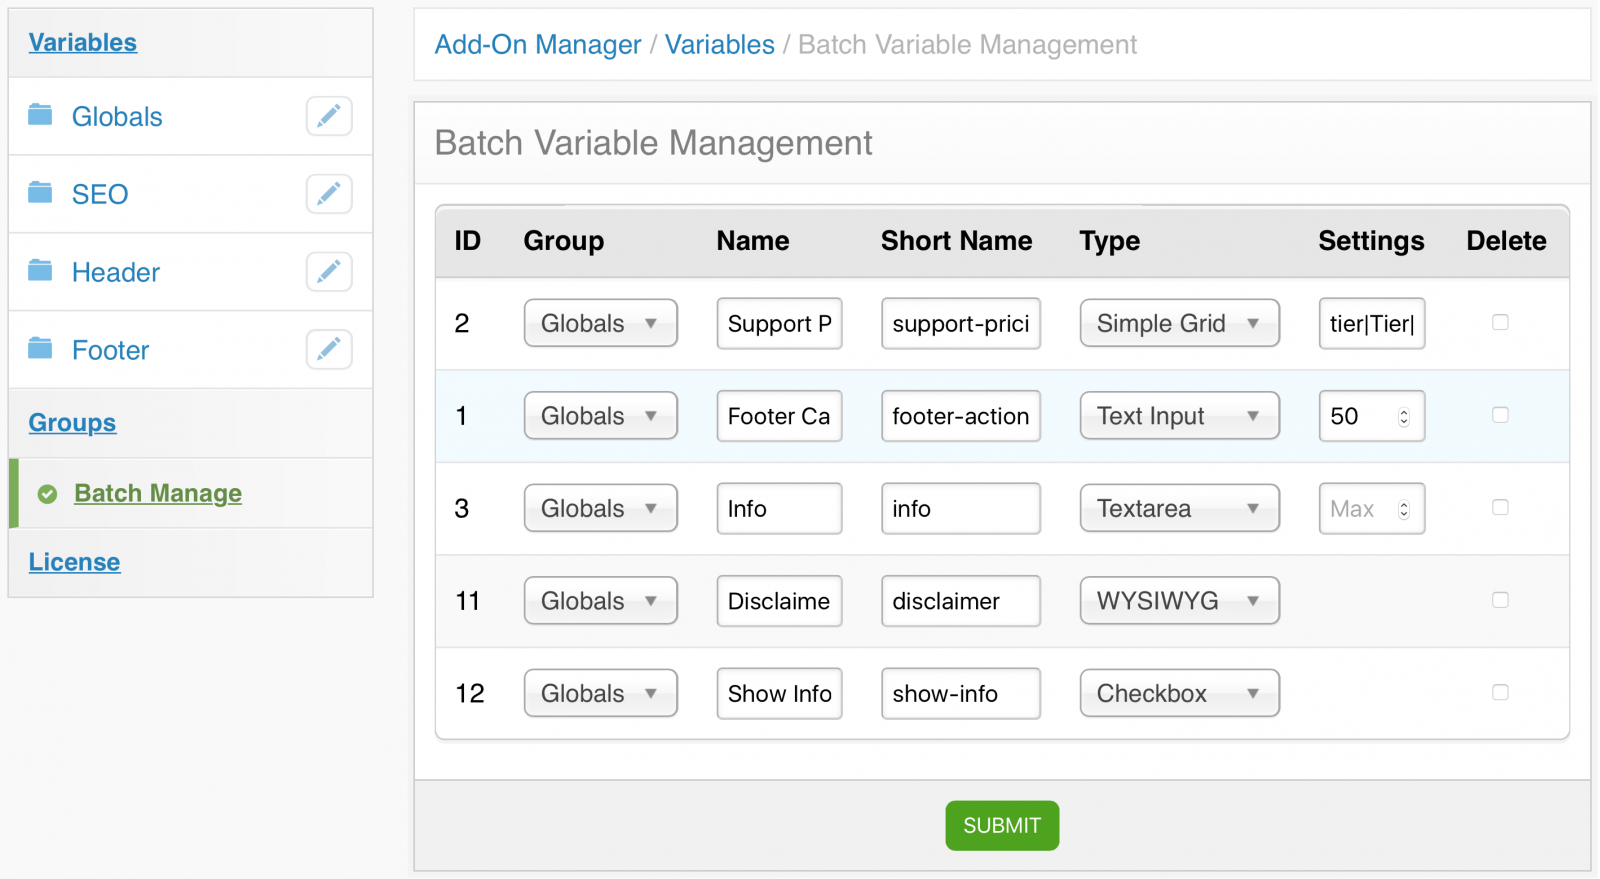 Variables
Globals
SEO
Header
Footer
Groups
Batch Manage
License
Add-On Manager / Variables / Batch Variable Management
Batch Variable Management
ID Group Name Short Name Type Settings Delete
2 Globals Support P support-prici Simple Grid tier|Tier|
1 Globals Footer Ca footer-action Text Input 50
3 Globals Info info Textarea Max
11 Globals Disclaime disclaimer WYSIWYG
12 Globals Show Info show-info Checkbox
SUBMIT